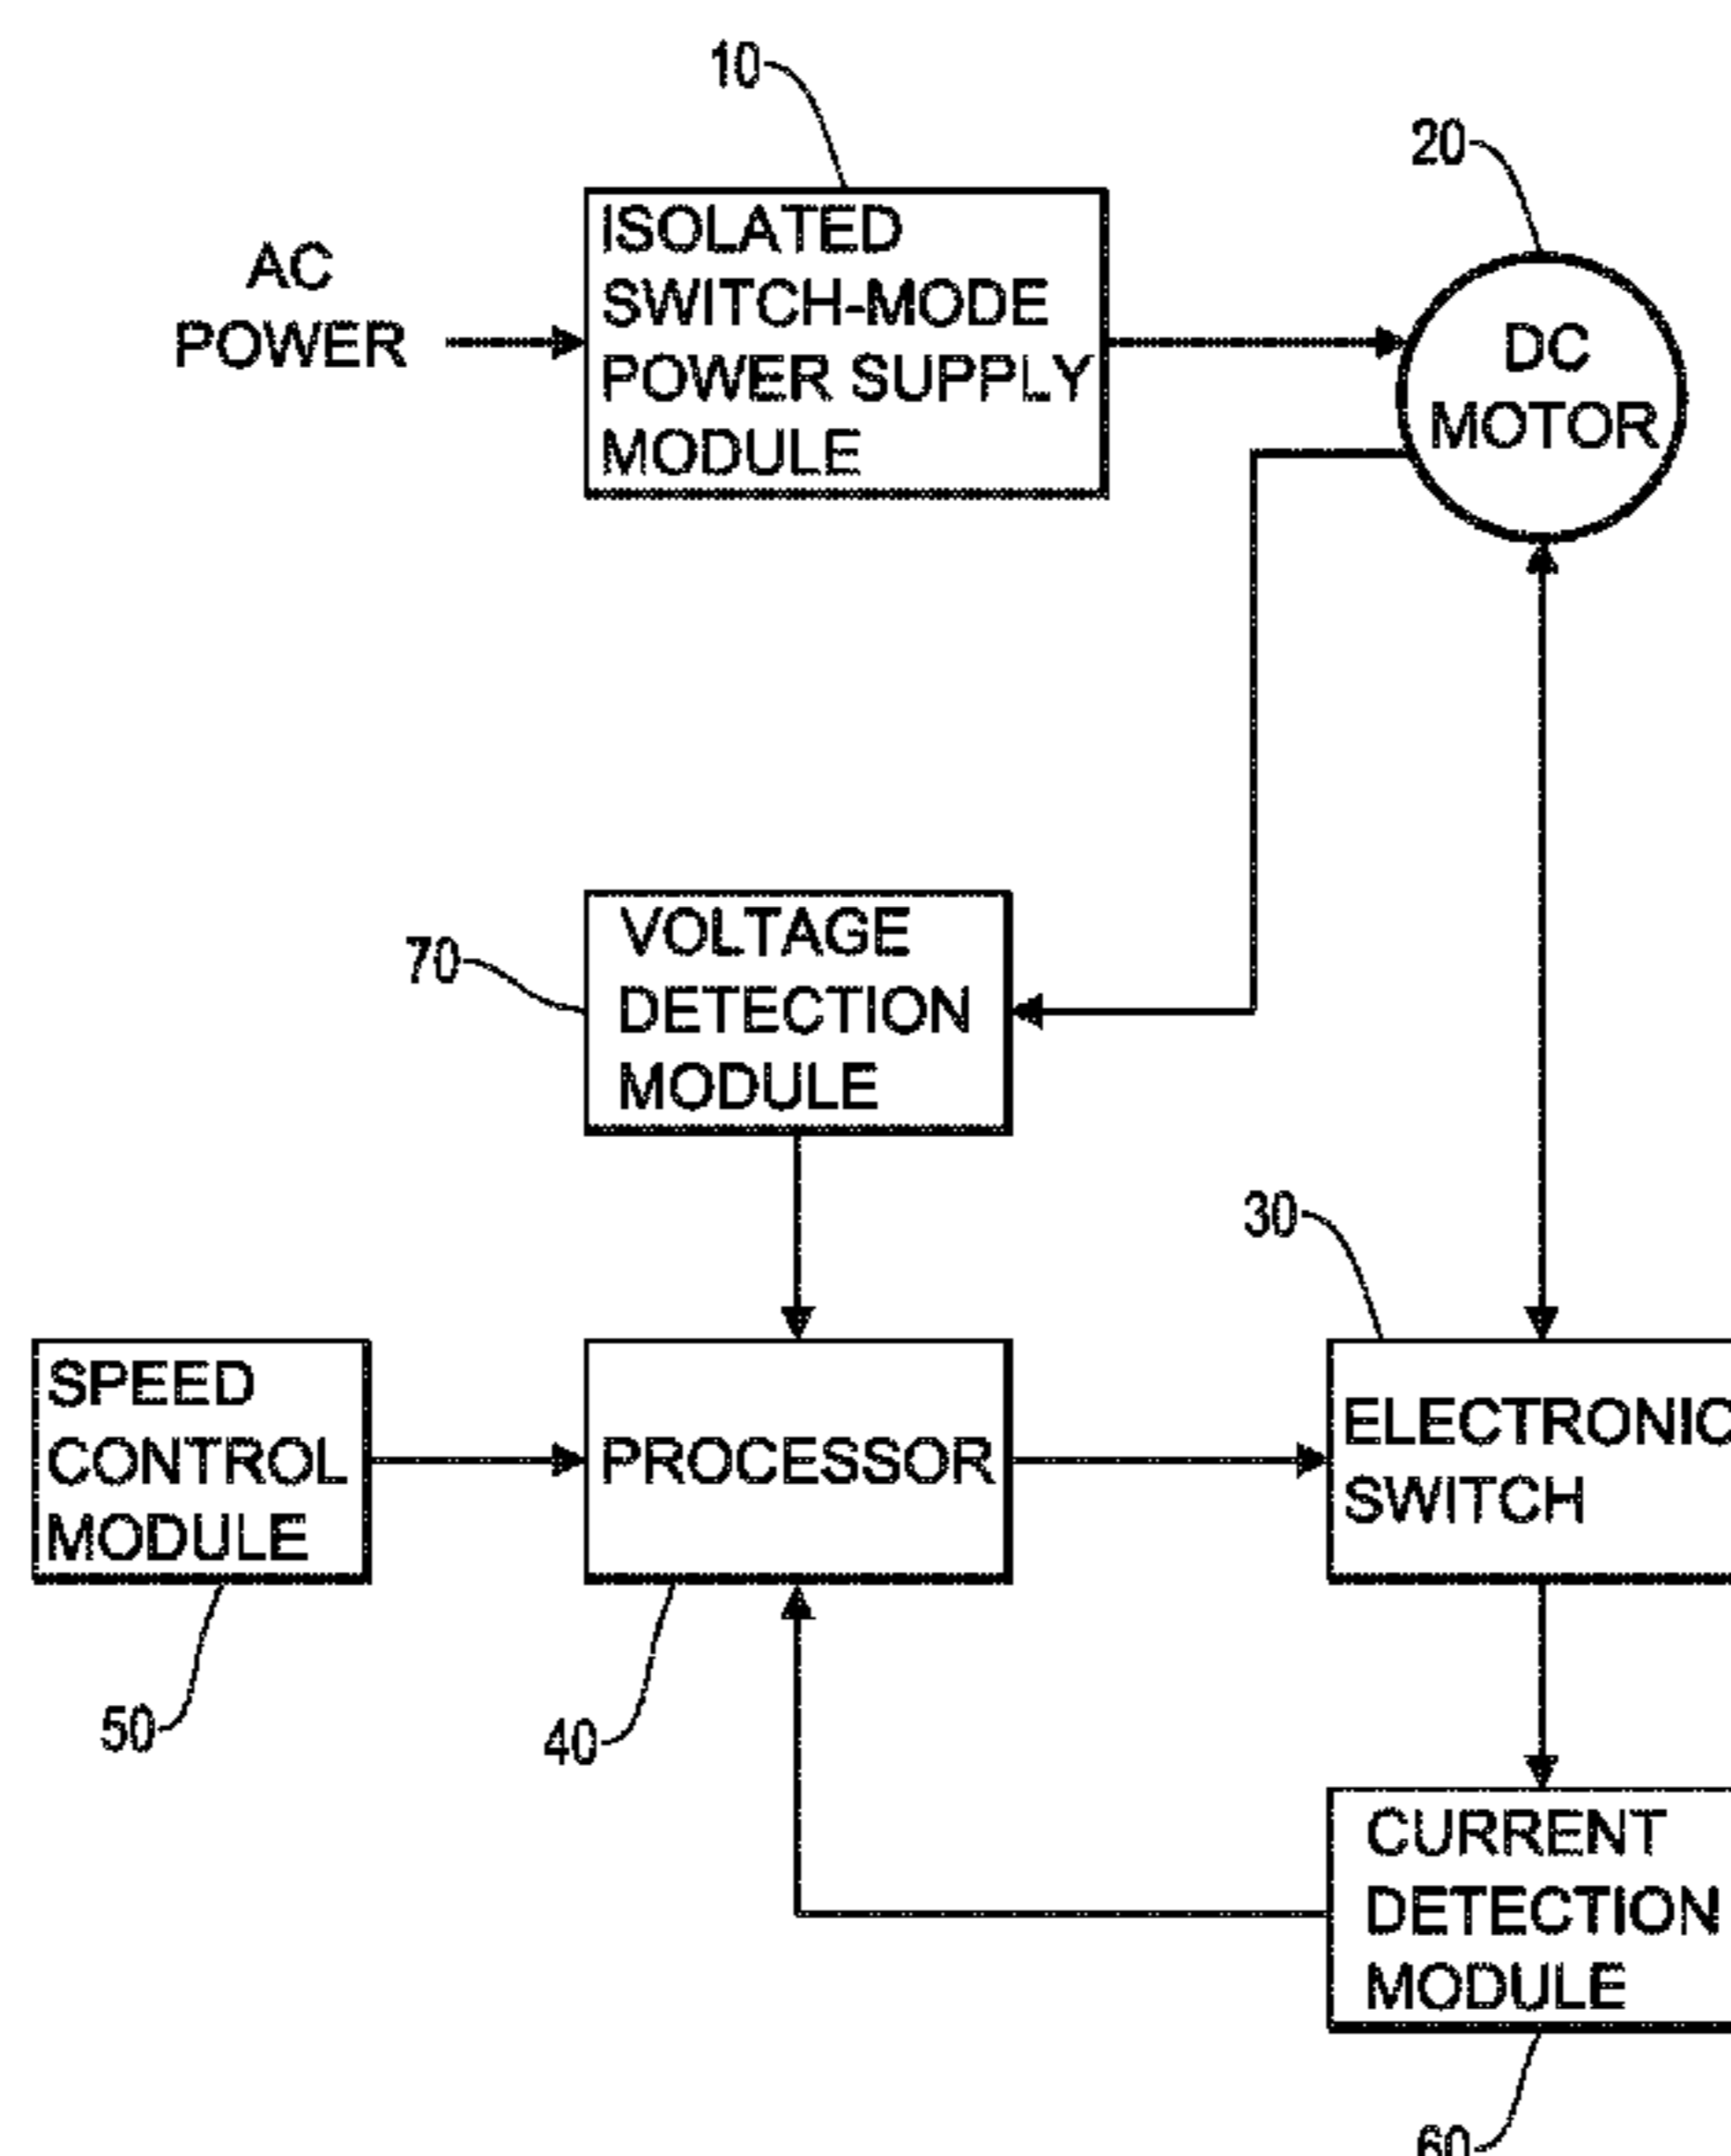 10
20
AC
POWER
ISOLATED
SWITCH-MODE
POWER SUPPLY
MODULE
DC
MOTOR
70
VOLTAGE
DETECTION
MODULE
30
SPEED
CONTROL
MODULE
PROCESSOR
ELECTRONIC
SWITCH
50
40
CURRENT
DETECTION
MODULE
60